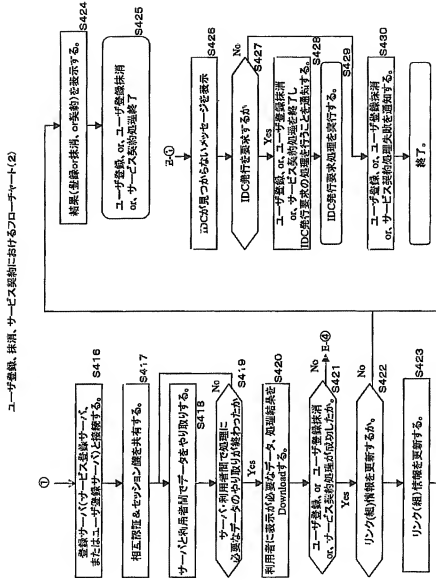 ユーザ登録、抹消、サービス契約におけるフローチャート(2)
①
登録サーバ(サービス登録サーバ、
またはユーザ登録サーバ)と接続する。
S416
相互認証&セッション鍵を共有する。
S417
サーバと利用者間でデータをやり取りする。
S418
サーバ・利用者間で処理に
必要なデータのやり取りが終わったか。
S419
No
Yes
利用者に表示が必要なデータ、処理結果を
Downloadする。
S420
ユーザ登録、or ユーザ登録抹消
or、サービス契約処理が成功したか。
S421
No
E-④
Yes
リンク(紐)情報を更新するか。
S422
No
リンク(紐)情報を更新する。
S423
結果(登録or抹消、or契約)を表示する。
S424
ユーザ登録、or、ユーザ登録抹消
or、サービス契約処理終了
S425
E-①
IDCが見つからないメッセージを表示
S426
IDC発行を要求するか
S427
No
Yes
ユーザ登録、or、ユーザ登録抹消
or、サービス契約処理を終了し
IDC発行要求の処理を行うことを通知する。
S428
IDC発行要求処理を実行する。
S429
ユーザ登録、or、ユーザ登録抹消
or、サービス契約処理失敗を通知する。
S430
終了。